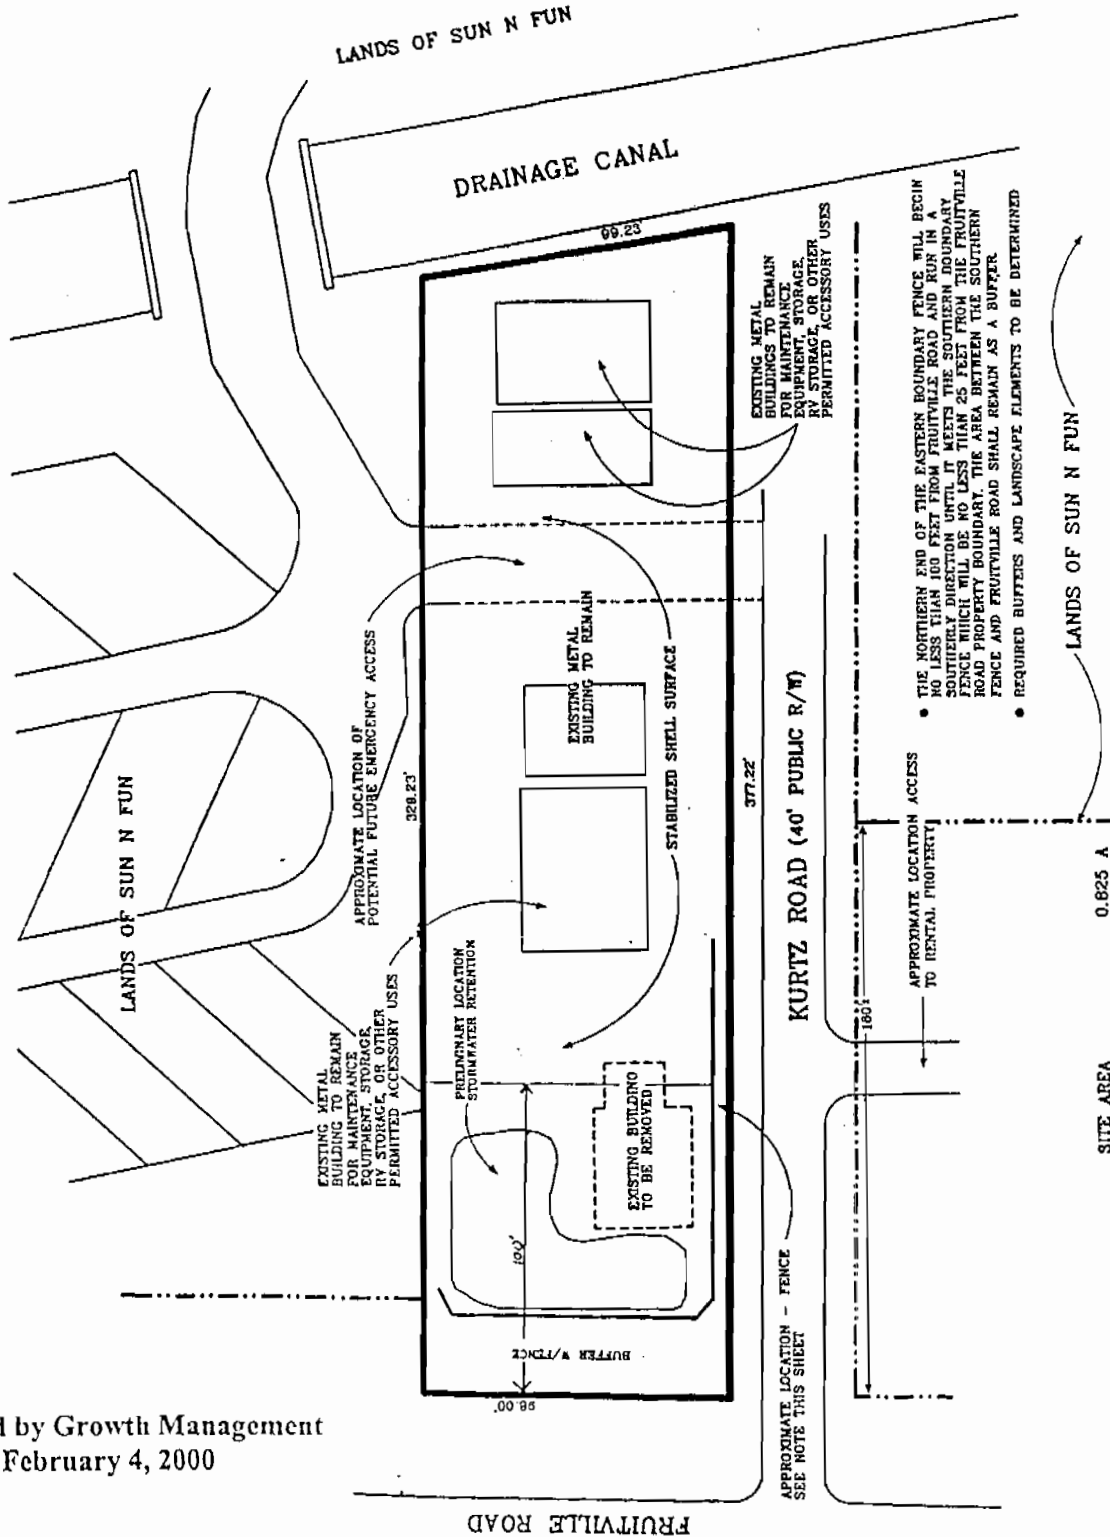 LANDS OF SUN N FUN
DRAINAGE CANAL
99.23'
EXISTING METAL
BUILDINGS TO REMAIN
FOR MAINTENANCE
EQUIPMENT, STORAGE,
RV STORAGE, OR OTHER
PERMITTED ACCESSORY USES
LANDS OF SUN N FUN
APPROXIMATE LOCATION OF
POTENTIAL FUTURE EMERGENCY ACCESS
328.23'
EXISTING METAL
BUILDING TO REMAIN
STABILIZED SHELL SURFACE
377.22'
EXISTING METAL
BUILDING TO REMAIN
FOR MAINTENANCE
EQUIPMENT, STORAGE,
RV STORAGE, OR OTHER
PERMITTED ACCESSORY USES
PRELIMINARY LOCATION
STORMWATER RETENTION
EXISTING BUILDING
TO BE REMOVED
100'
BUFFER W/FENCE
98.00'
KURTZ ROAD (40' PUBLIC R/W)
APPROXIMATE LOCATION - FENCE
SEE NOTE THIS SHEET
180'
APPROXIMATE LOCATION ACCESS
TO RENTAL PROPERTY
• THE NORTHERN END OF THE EASTERN BOUNDARY FENCE WILL BEGIN
NO LESS THAN 100 FEET FROM FRUITVILLE ROAD AND RUN IN A
SOUTHERLY DIRECTION UNTIL IT MEETS THE SOUTHERN BOUNDARY
FENCE WHICH WILL BE NO LESS THAN 25 FEET FROM THE FRUITVILLE
ROAD PROPERTY BOUNDARY. THE AREA BETWEEN THE SOUTHERN
FENCE AND FRUITVILLE ROAD SHALL REMAIN AS A BUFFER.
• REQUIRED BUFFERS AND LANDSCAPE ELEMENTS TO BE DETERMINED
LANDS OF SUN N FUN
SITE AREA 0.825 A
FRUITVILLE ROAD
by Growth Management
February 4, 2000